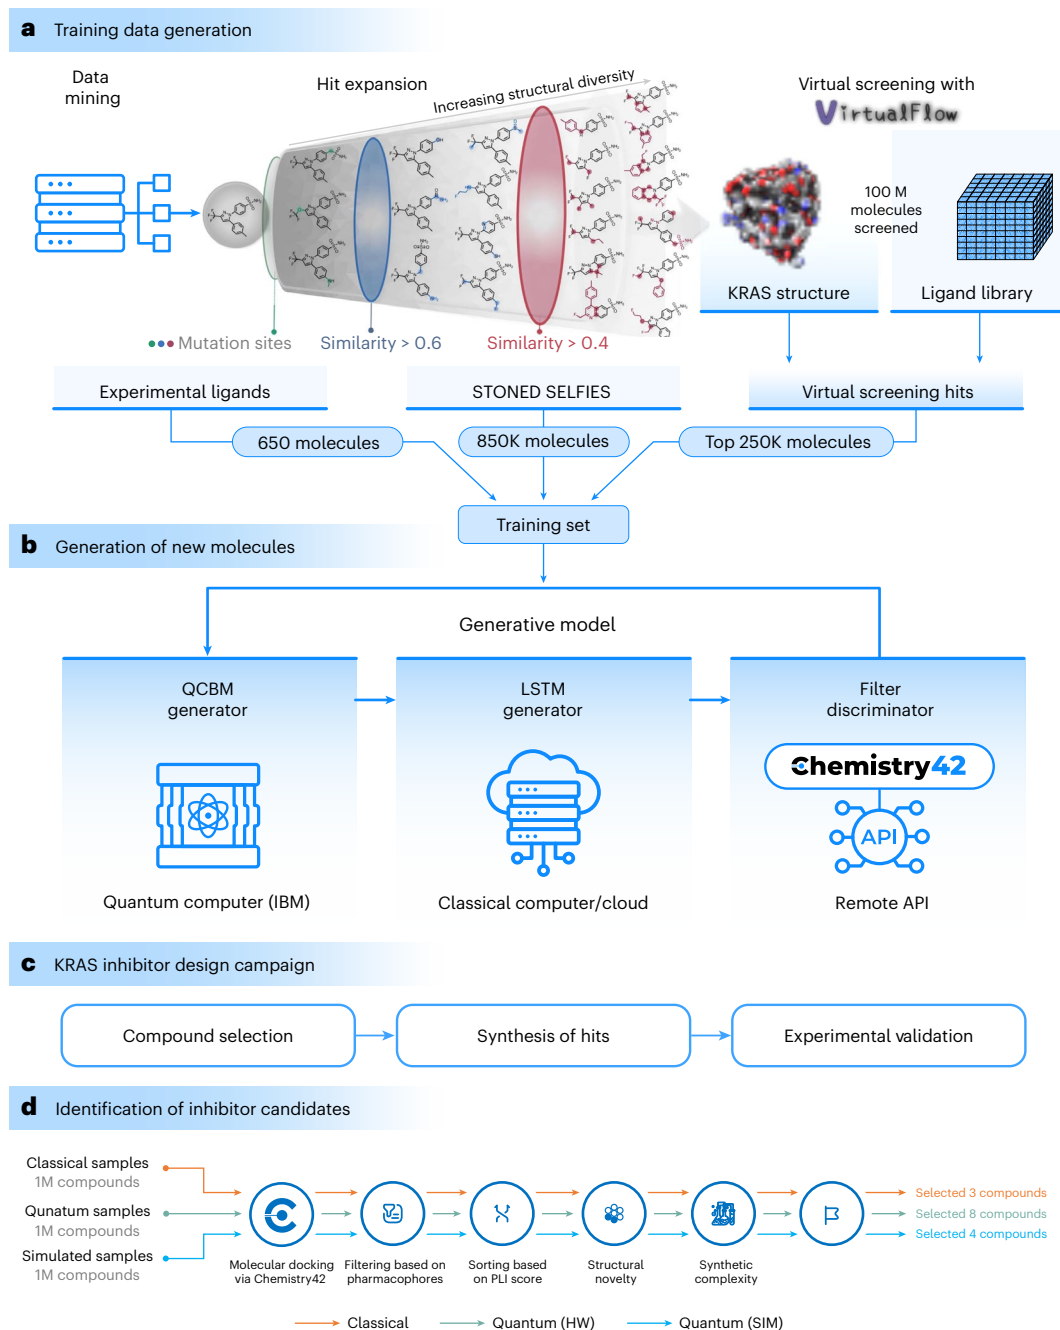 a Training data generation
Data
mining
Hit expansion
Increasing structural diversity
Virtual screening with
VirtualFlow
100 M
molecules
screened
KRAS structure
Ligand library
Mutation sites
Similarity > 0.6
Similarity > 0.4
Experimental ligands
STONED SELFIES
Virtual screening hits
650 molecules
850K molecules
Top 250K molecules
Training set
b Generation of new molecules
Generative model
QCBM
generator
LSTM
generator
Filter
discriminator
Chemistry42
API
Quantum computer (IBM)
Classical computer/cloud
Remote API
c KRAS inhibitor design campaign
Compound selection
Synthesis of hits
Experimental validation
d Identification of inhibitor candidates
Classical samples
1M compounds
Qunatum samples
1M compounds
Simulated samples
1M compounds
Selected 3 compounds
Selected 8 compounds
Selected 4 compounds
Molecular docking
via Chemistry42
Filtering based on
pharmacophores
Sorting based
on PLI score
Structural
novelty
Synthetic
complexity
Classical
Quantum (HW)
Quantum (SIM)